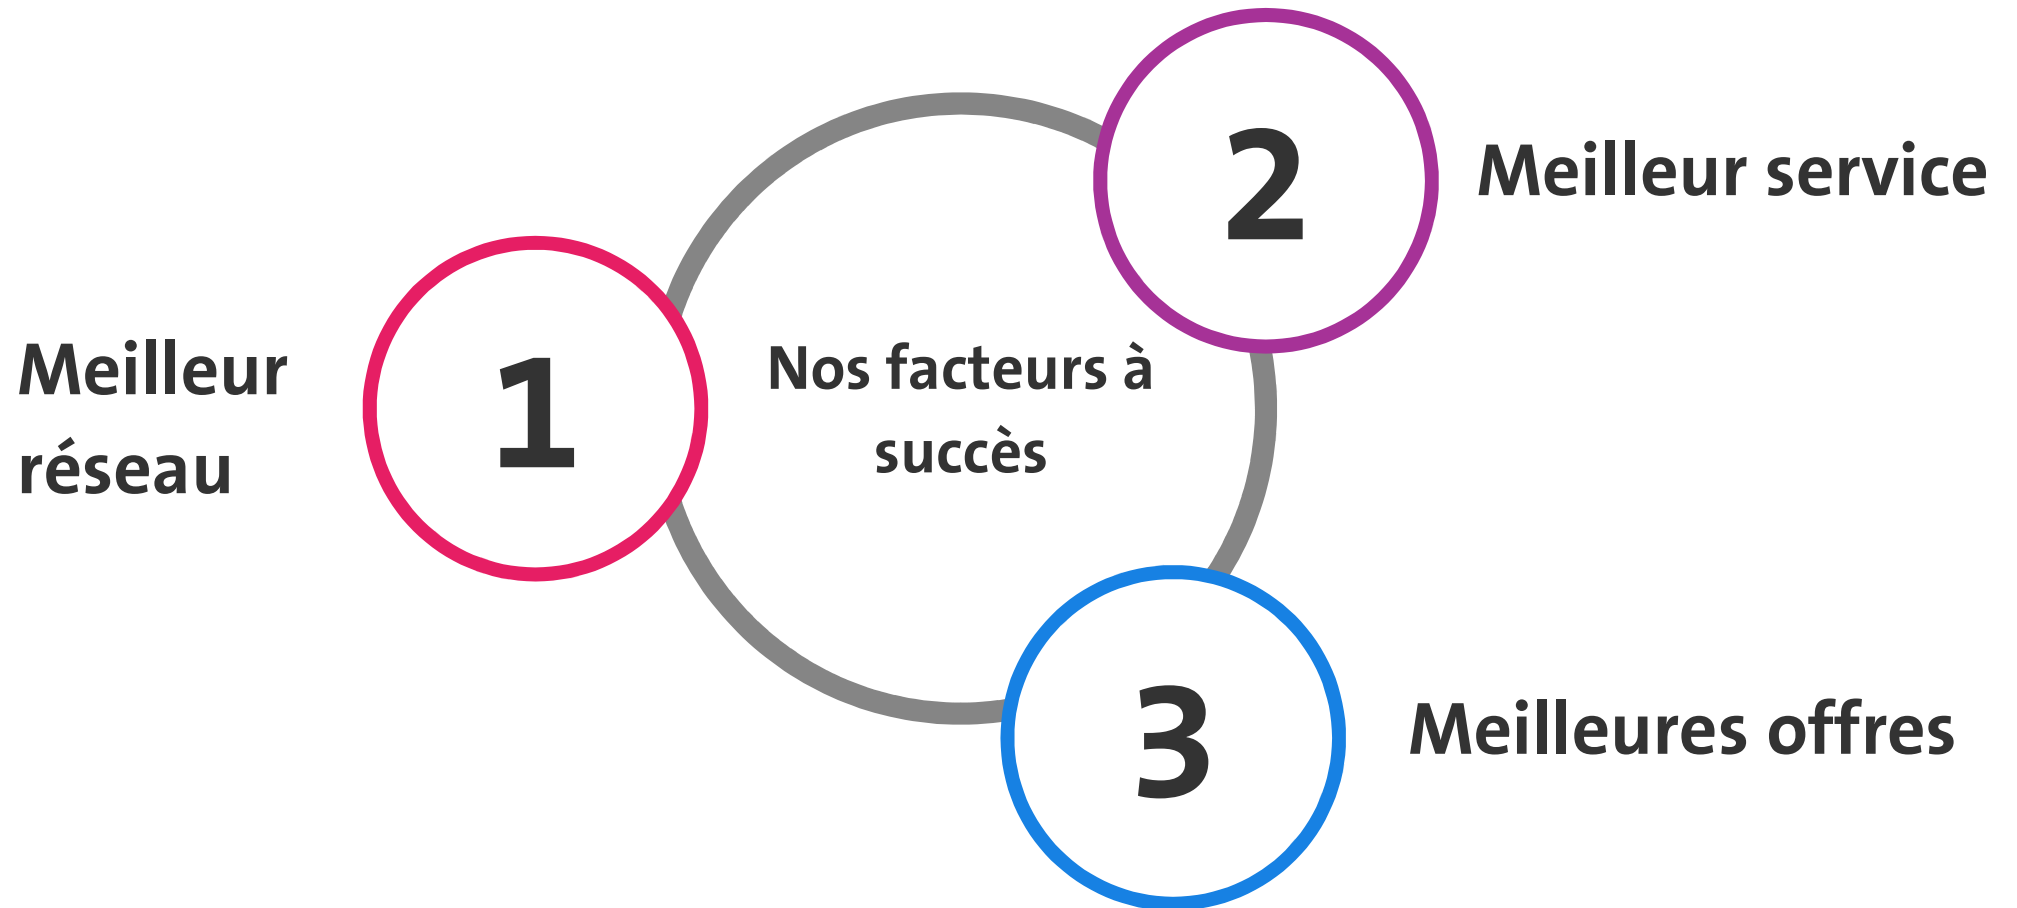 Meilleur
réseau
1
Nos facteurs à
succès
2
Meilleur service
3
Meilleures offres